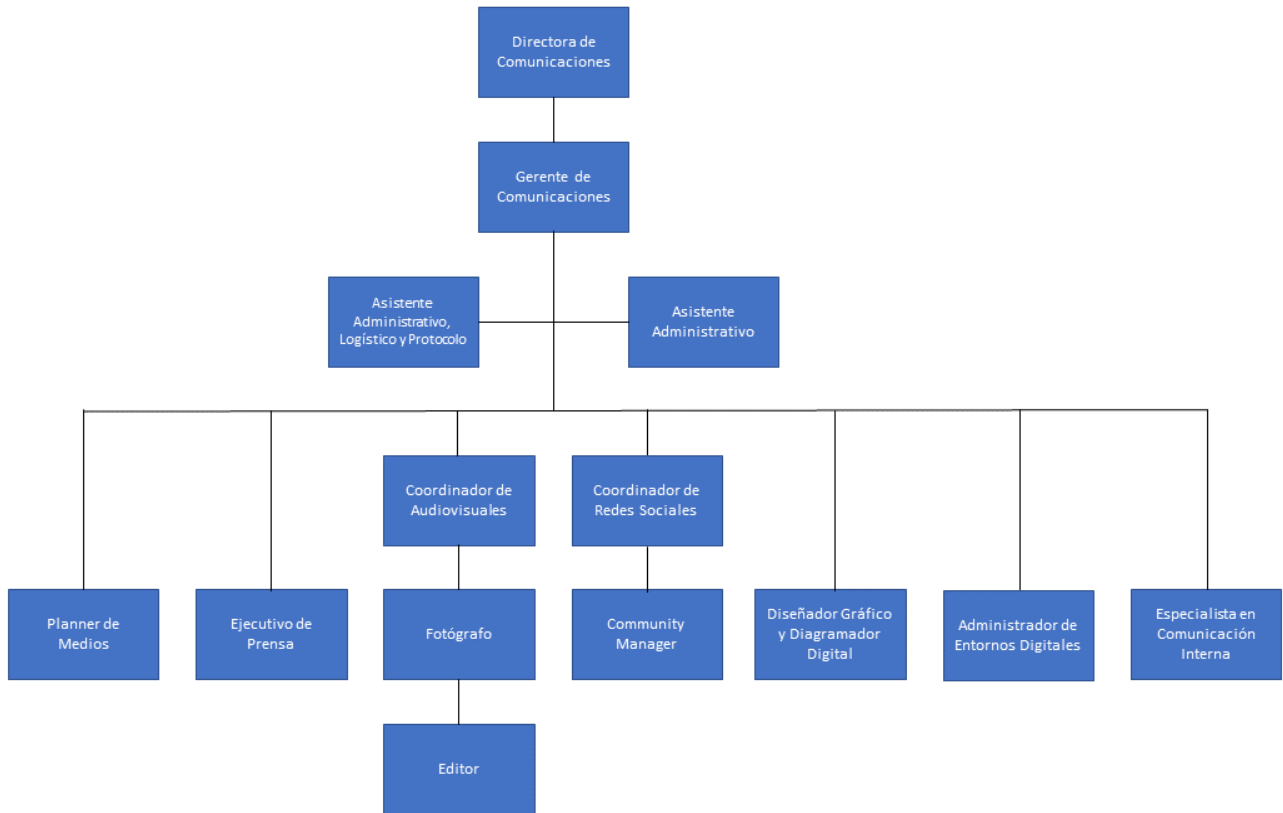 Directora de
Comunicaciones
Gerente de
Comunicaciones
Asistente
Administrativo,
Logístico y Protocolo
Asistente
Administrativo
Coordinador de
Audiovisuales
Coordinador de
Redes Sociales
Planner de
Medios
Ejecutivo de
Prensa
Fotógrafo
Community
Manager
Diseñador Gráfico
y Diagramador
Digital
Administrador de
Entornos Digitales
Especialista en
Comunicación
Interna
Editor